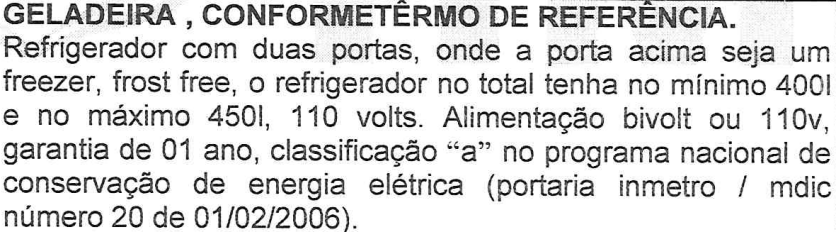 GELADEIRA , CONFORMETÊRMO DE REFERÊNCIA.
Refrigerador com duas portas, onde a porta acima seja um
freezer, frost free, o refrigerador no total tenha no mínimo 400l
e no máximo 450l, 110 volts. Alimentação bivolt ou 110v,
garantia de 01 ano, classificação “a” no programa nacional de
conservação de energia elétrica (portaria inmetro / mdic
número 20 de 01/02/2006).